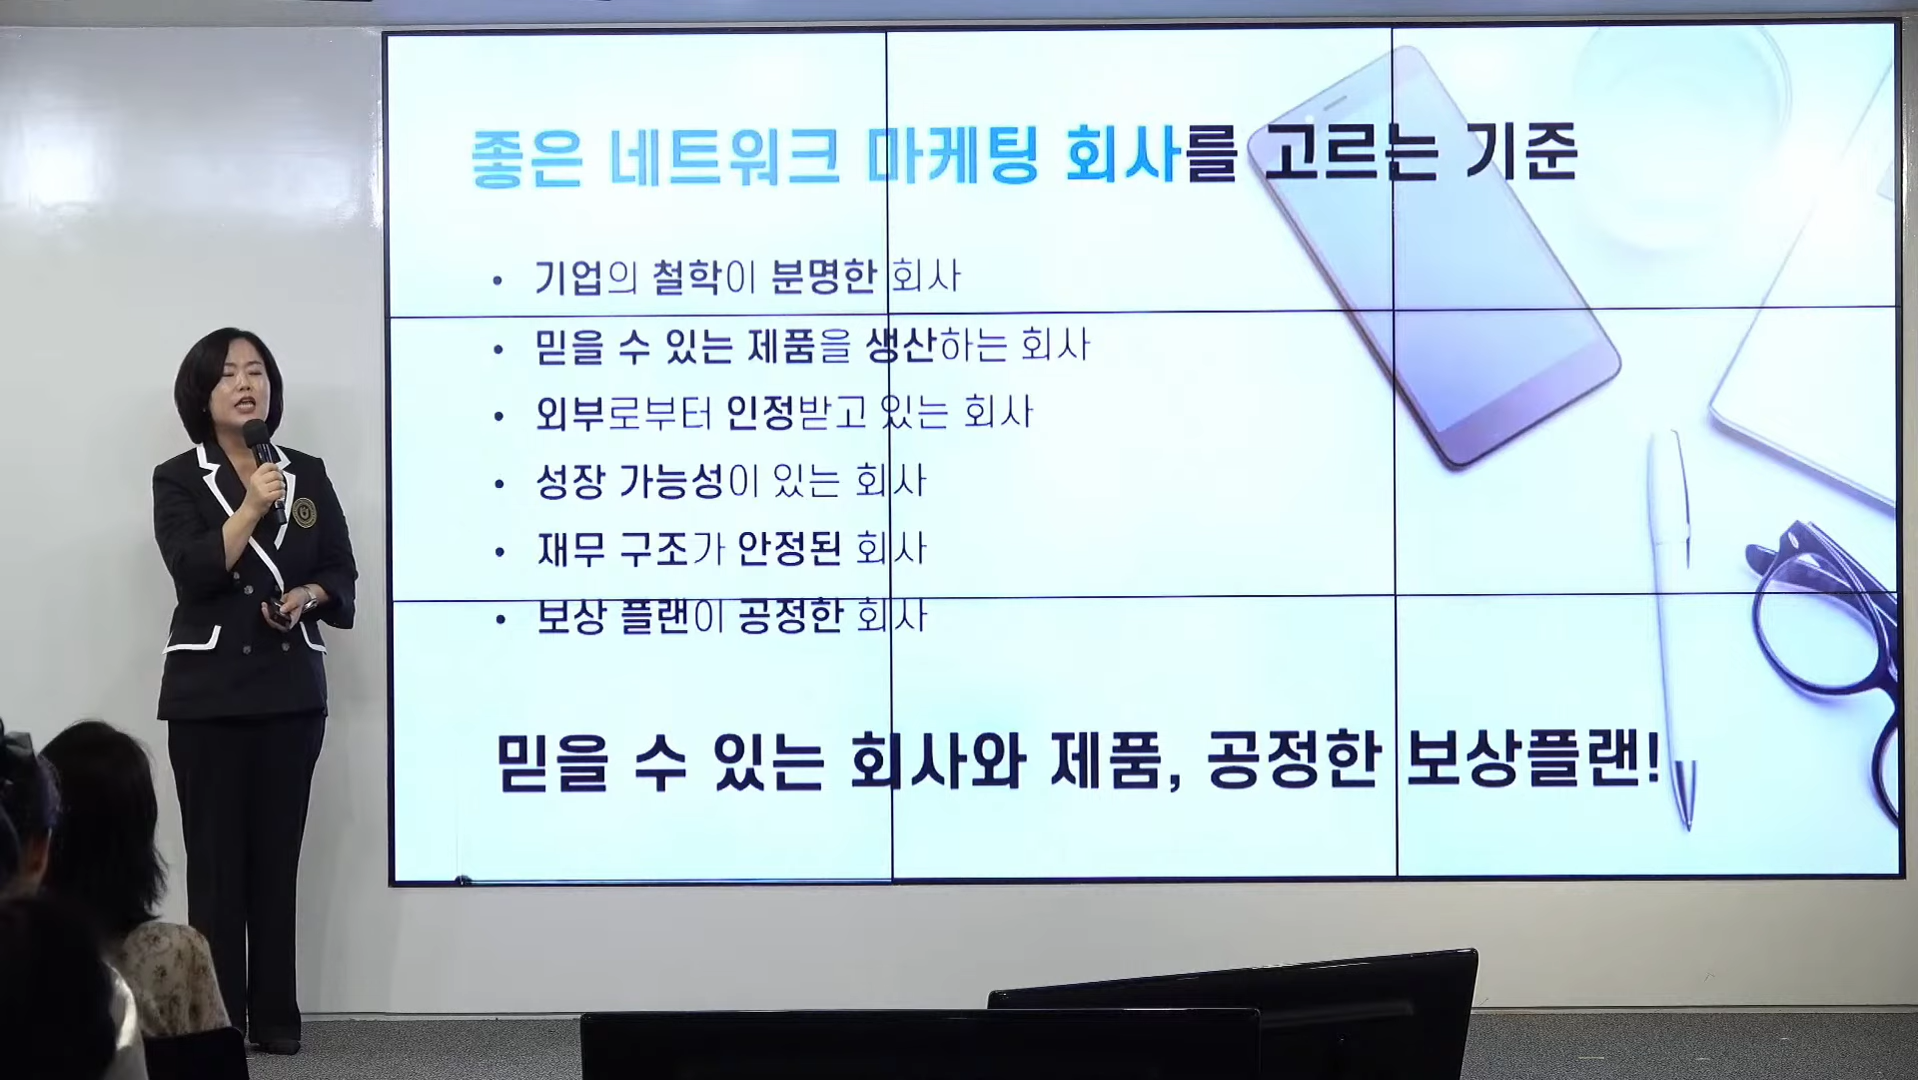 좋은 네트워크 마케팅 회사를 고르는 기준
• 기업의 철학이 분명한 회사
• 믿을 수 있는 제품을 생산하는 회사
• 외부로부터 인정받고 있는 회사
• 성장 가능성이 있는 회사
• 재무 구조가 안정된 회사
• 보상 플랜이 공정한 회사
믿을 수 있는 회사와 제품, 공정한 보상플랜!